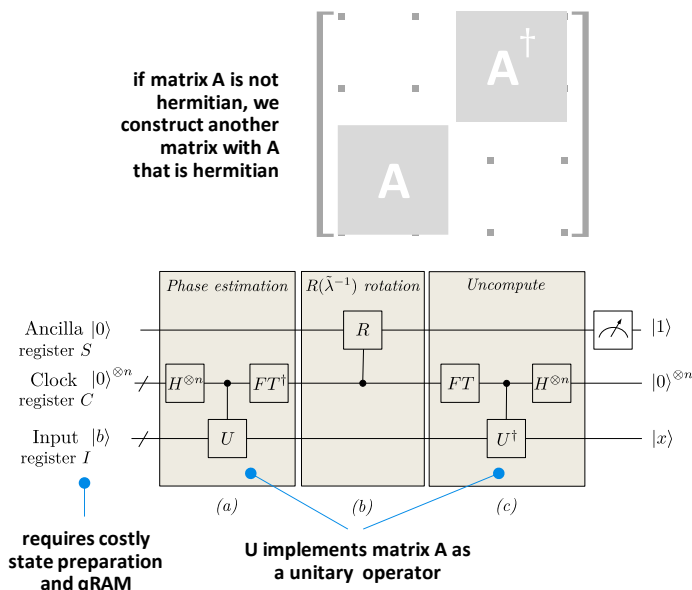 if matrix A is not
hermitian, we
construct another
matrix with A
that is hermitian
A†
A
Phase estimation
R(λ̃⁻¹) rotation
Uncompute
Ancilla |0⟩
register S
R
|1⟩
Clock |0⟩⊗n
register C
H⊗n
FT†
FT
H⊗n
|0⟩⊗n
Input |b⟩
register I
U
U†
|x⟩
(a)
(b)
(c)
requires costly
state preparation
and qRAM
U implements matrix A as
a unitary operator